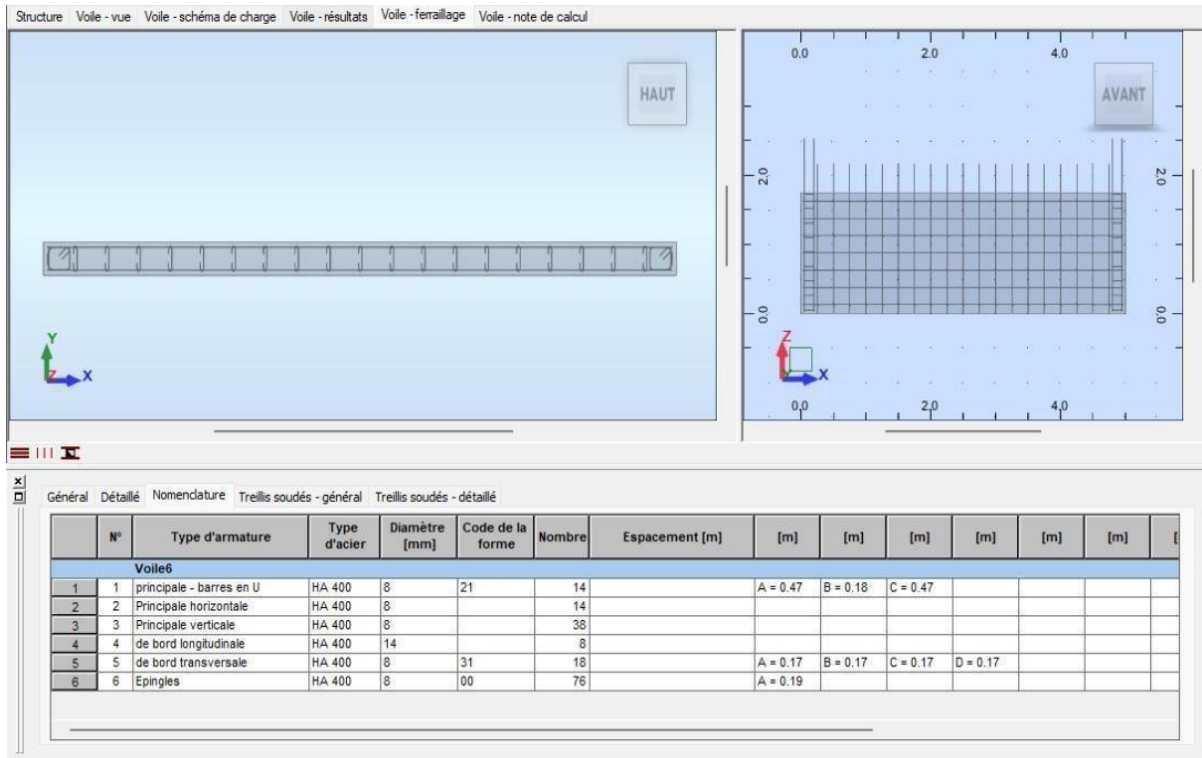 Structure Voile - vue Voile - schéma de charge Voile - résultats Voile - ferraillage Voile - note de calcul
0.0 2.0 4.0
HAUT
AVANT
2.0 2.0
0.0 0.0
Y
Z X
Z
Y X
0.0 2.0 4.0
Général Détaillé Nomenclature Treillis soudés - général Treillis soudés - détaillé
N° Type d'armature Type d'acier Diamètre [mm] Code de la forme Nombre Espacement [m] [m] [m] [m] [m] [m] [m] [
Voile6
1 1 principale - barres en U HA 400 8 21 14 A = 0.47 B = 0.18 C = 0.47
2 2 Principale horizontale HA 400 8 14
3 3 Principale verticale HA 400 8 38
4 4 de bord longitudinale HA 400 14 8
5 5 de bord transversale HA 400 8 31 18 A = 0.17 B = 0.17 C = 0.17 D = 0.17
6 6 Epingles HA 400 8 00 76 A = 0.19